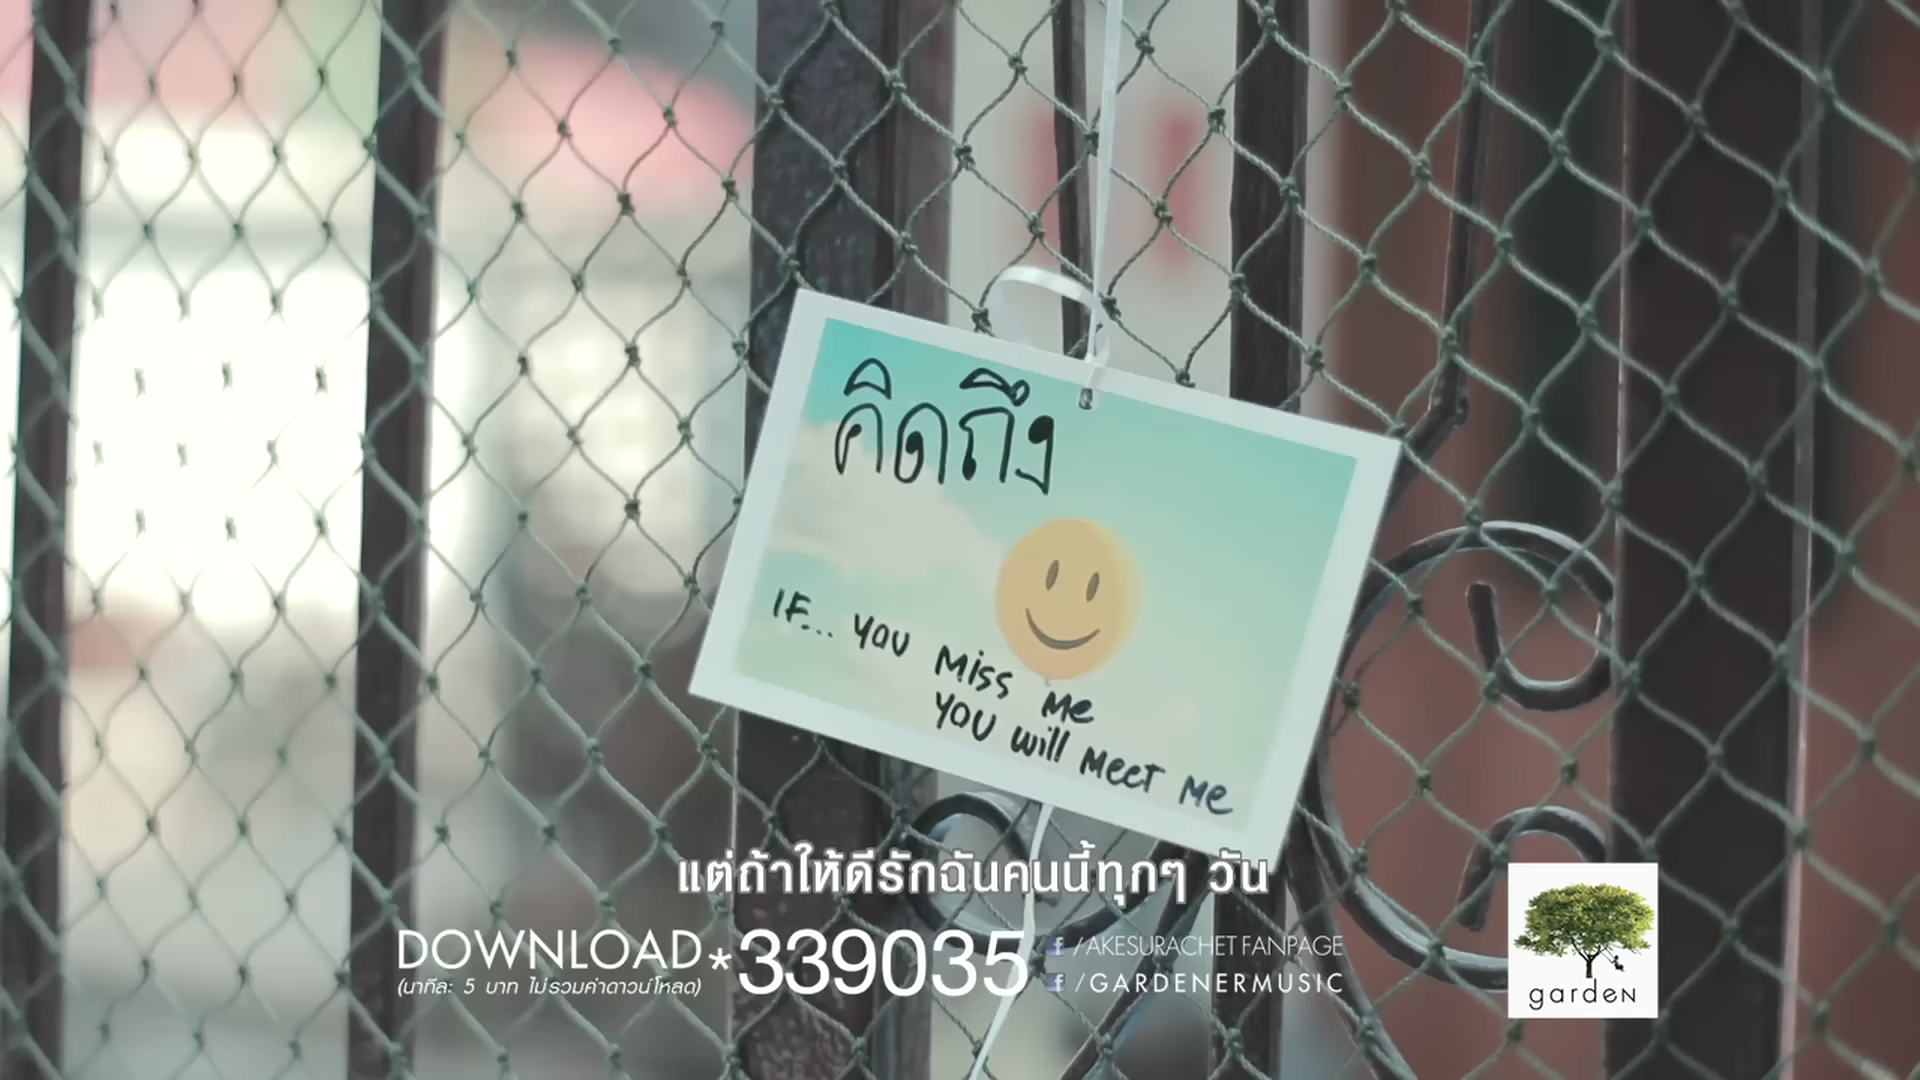 คิดถึง
IF... YOU MISS ME
YOU WILL MEET ME
แต่ถ้าให้ดีรักฉันคนนี้ทุกๆ วัน
DOWNLOAD *339035
(นาทีละ 5 บาท ไม่รวมค่าดาวน์โหลด)
f /AKESURACHET FANPAGE
f /GARDENERMUSIC
garden